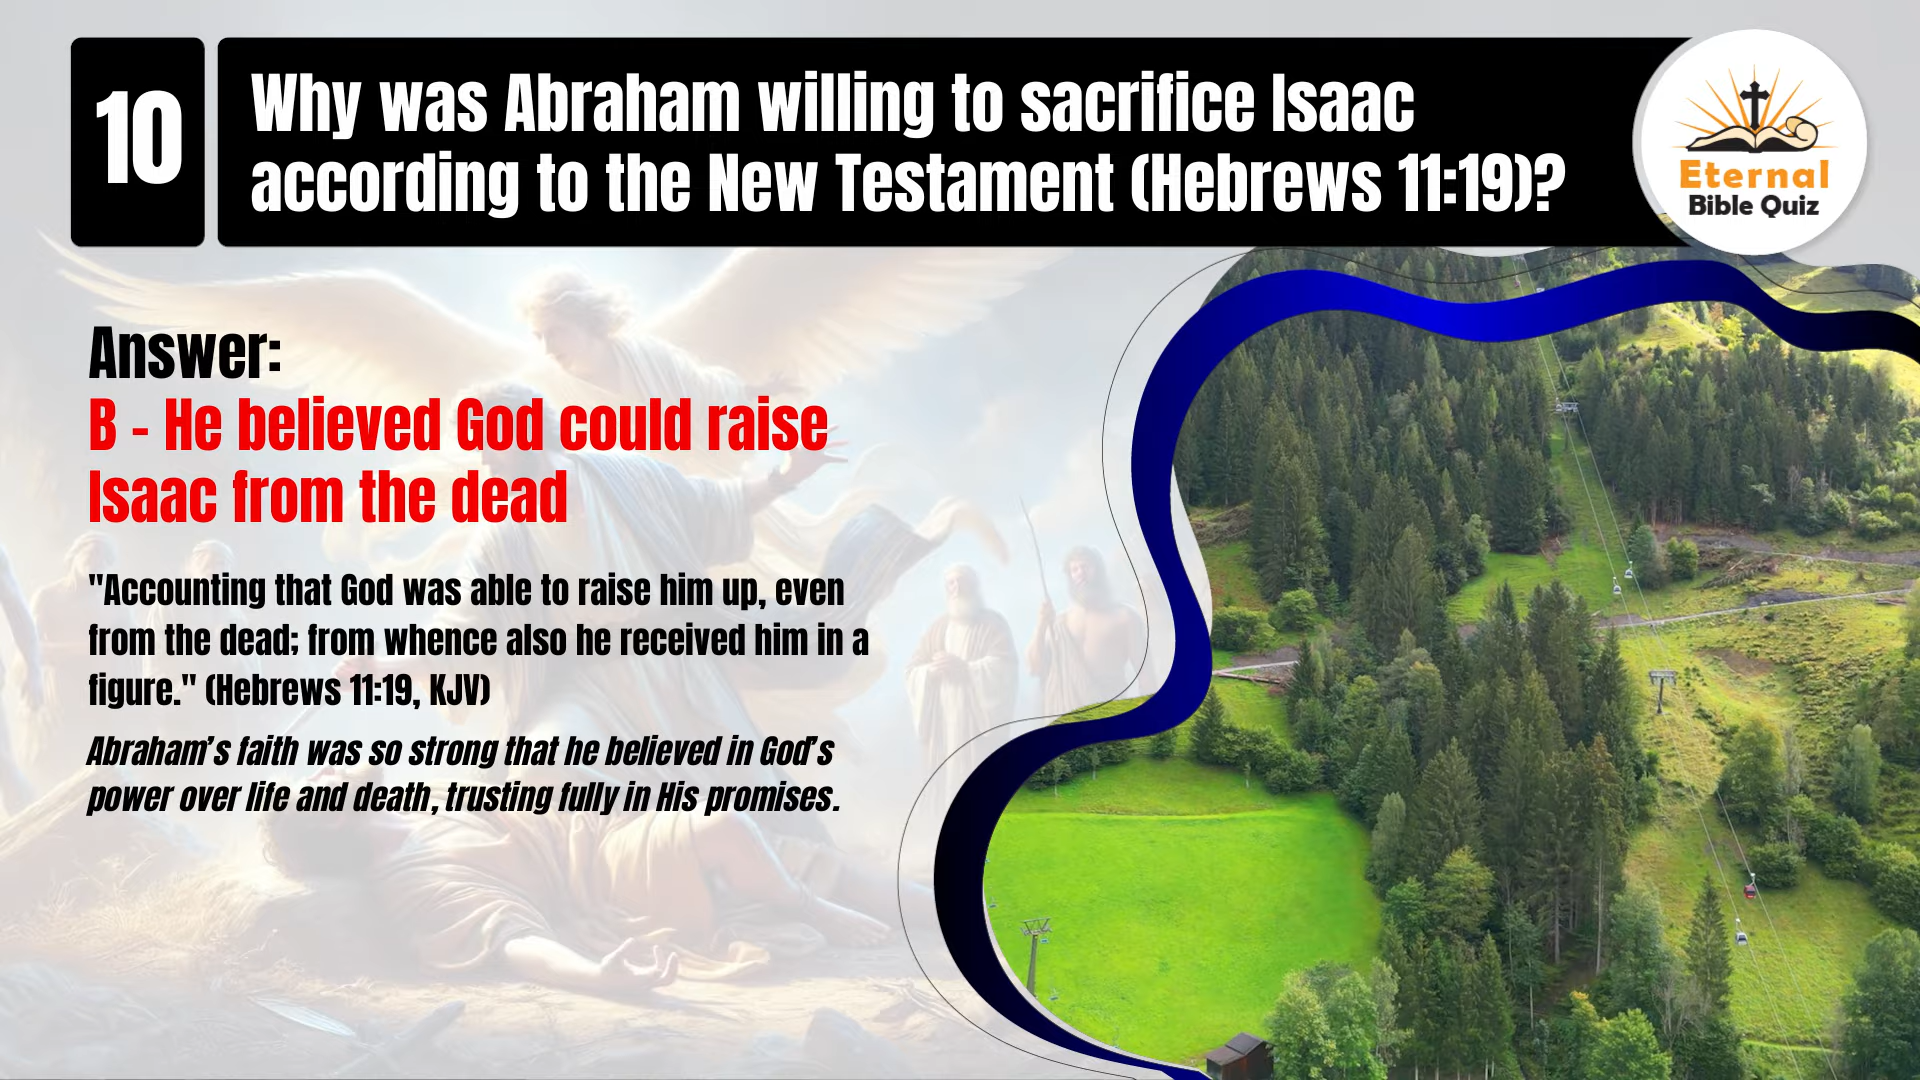 10
Why was Abraham willing to sacrifice Isaac
according to the New Testament (Hebrews 11:19)?
Eternal
Bible Quiz
Answer:
B - He believed God could raise
Isaac from the dead
"Accounting that God was able to raise him up, even
from the dead; from whence also he received him in a
figure." (Hebrews 11:19, KJV)
Abraham’s faith was so strong that he believed in God’s
power over life and death, trusting fully in His promises.